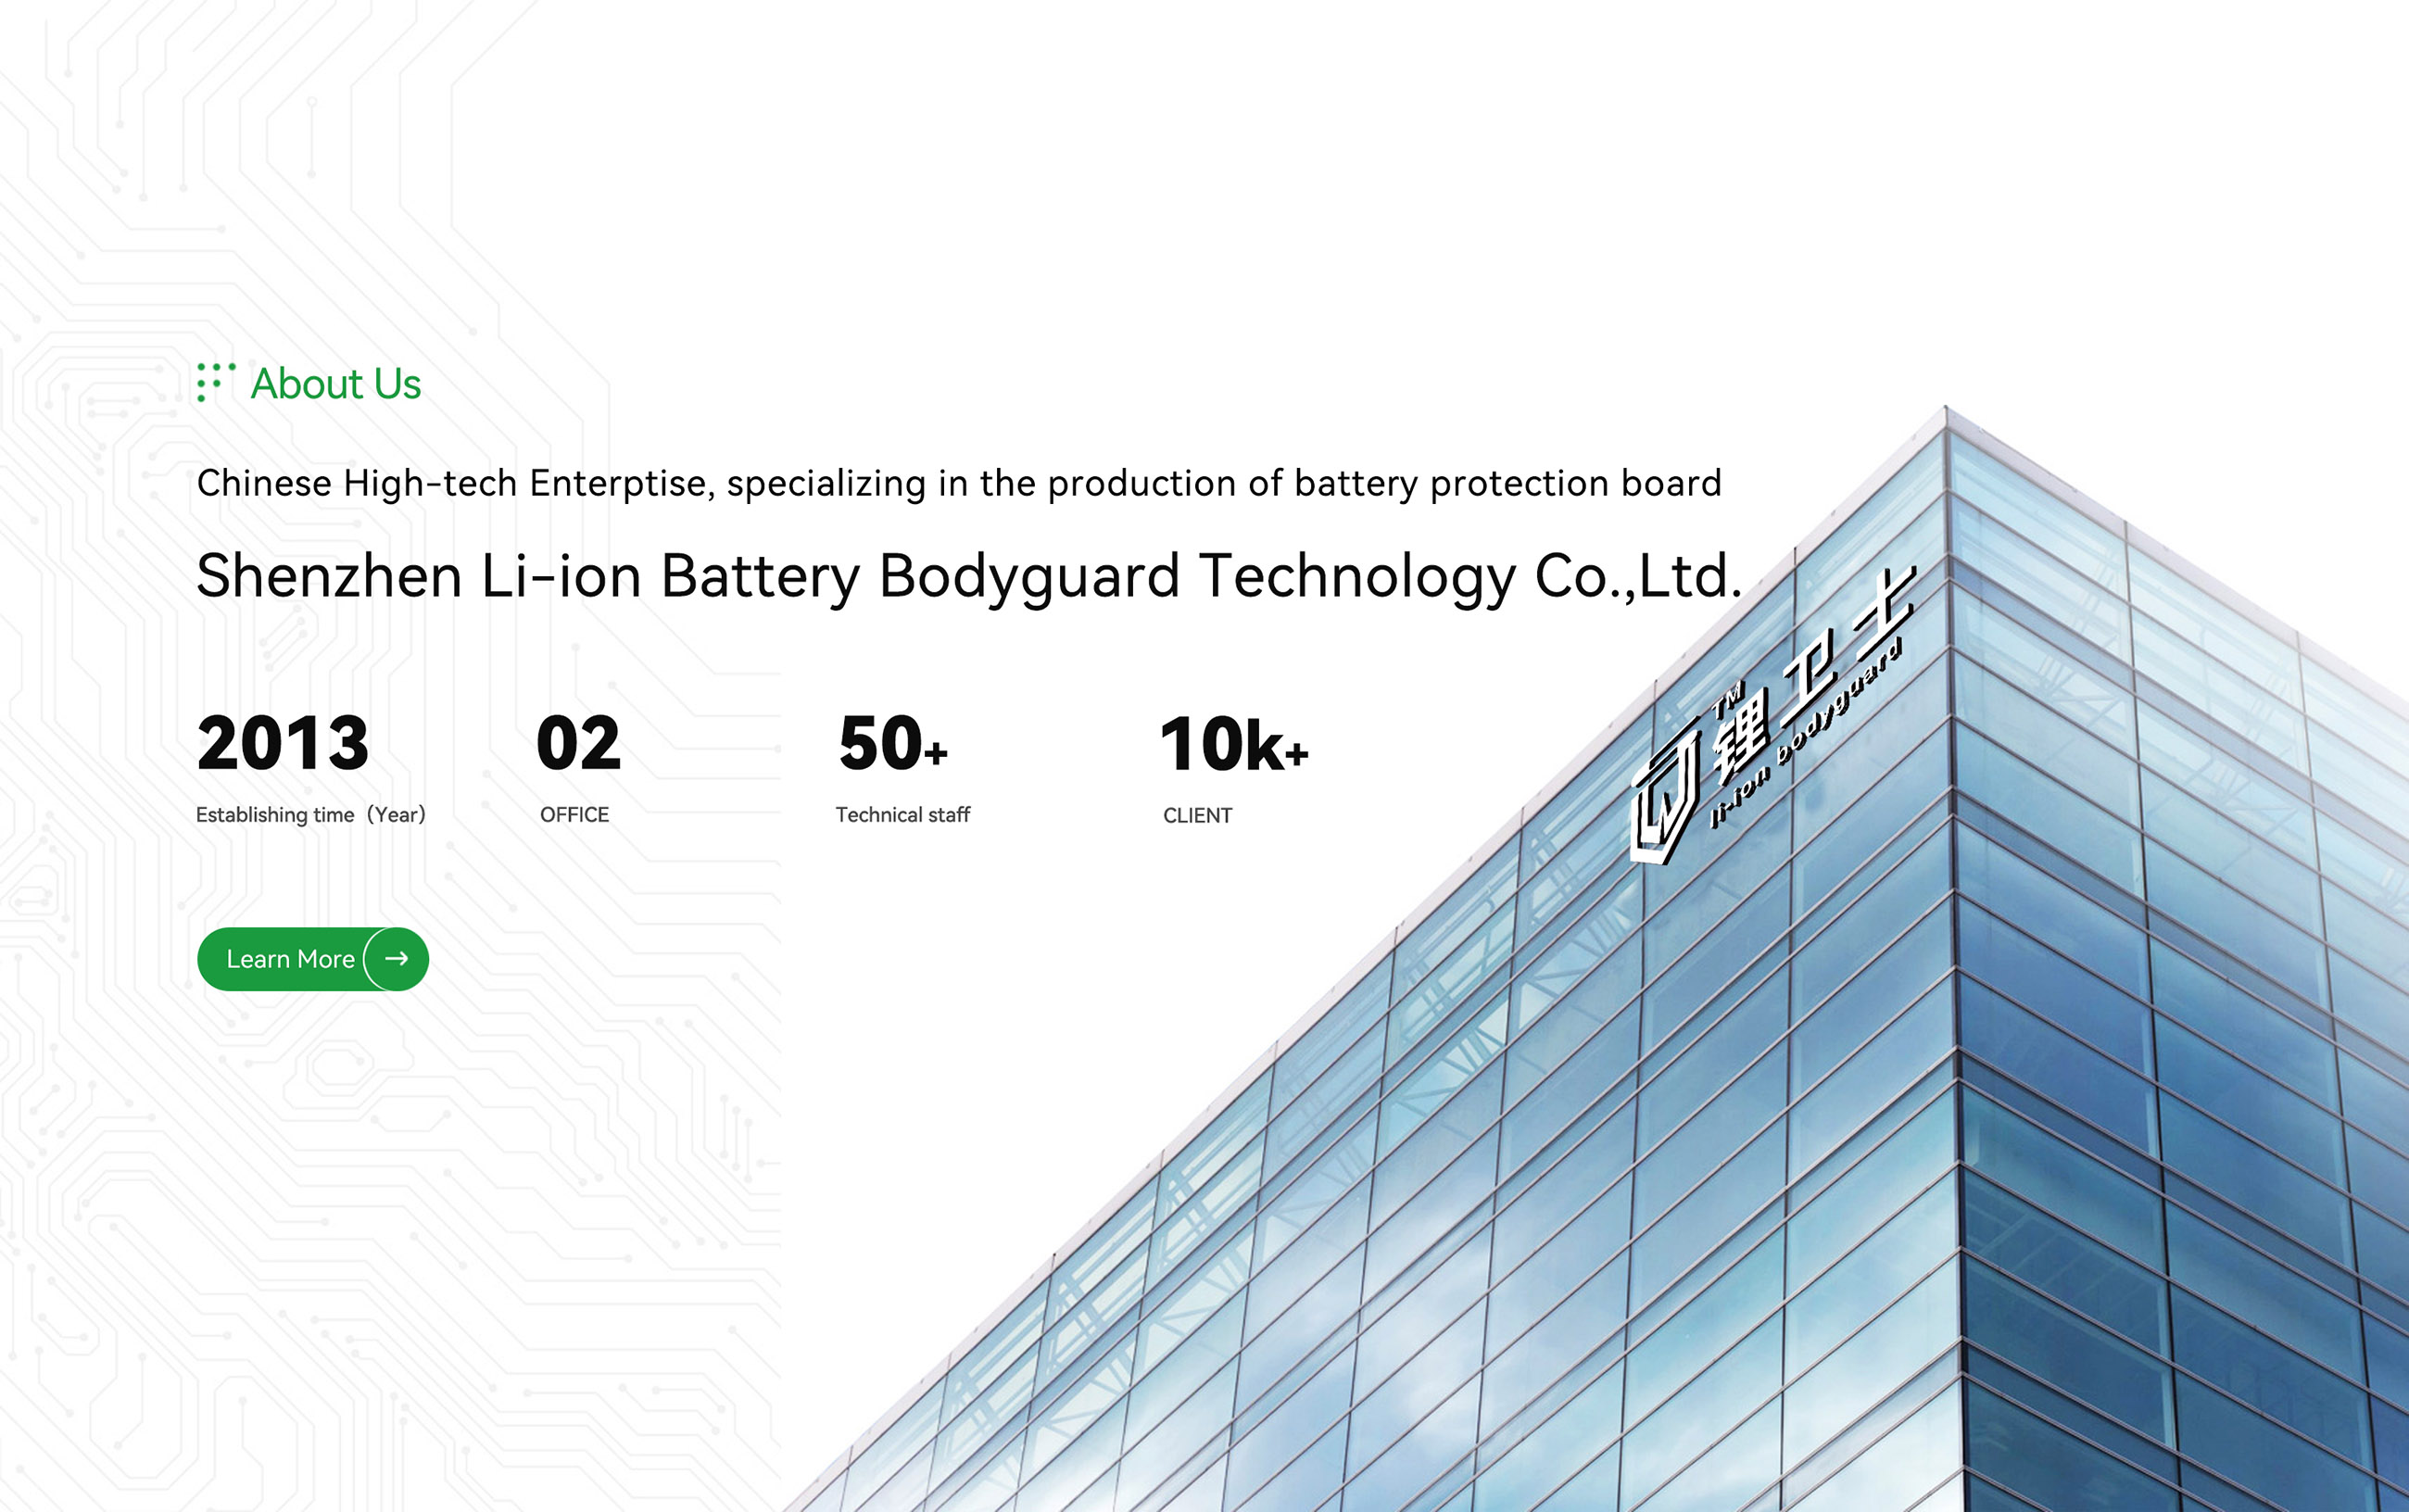 About Us
Chinese High-tech Enterptise, specializing in the production of battery protection board
Shenzhen Li-ion Battery Bodyguard Technology Co.,Ltd.
2013
Establishing time（Year）
02
OFFICE
50+
Technical staff
10k+
CLIENT
Learn More
TM
锂卫士
li-ion bodyguard